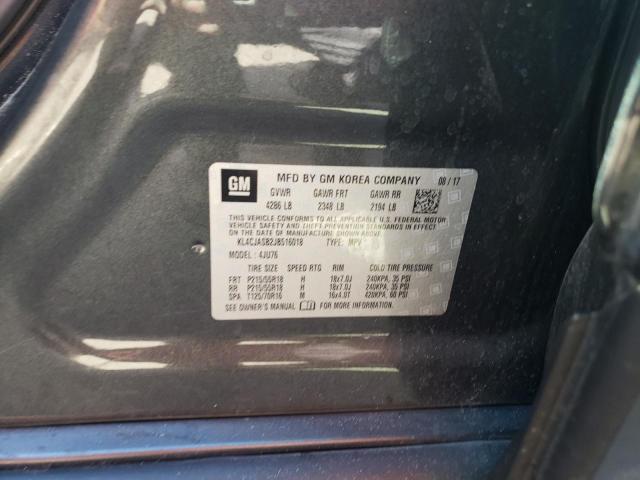 GM MFD BY GM KOREA COMPANY 08/17
GVWR GAWR FRT GAWR RR
4286 LB 2348 LB 2194 LB
THIS VEHICLE CONFORMS TO ALL APPLICABLE U.S. FEDERAL MOTOR
VEHICLE SAFETY, BUMPER, AND THEFT PREVENTION STANDARDS IN EFFECT
ON THE DATE OF MANUFACTURE SHOWN ABOVE.
KL4CJASB2JB516018 TYPE: MPV
MODEL: 4JU76
TIRE SIZE SPEED RTG RIM COLD TIRE PRESSURE
FRT P215/55R18 H 18x7.0J 240KPA, 35 PSI
RR P215/55R18 H 18x7.0J 240KPA, 35 PSI
SPA T125/70R16 M 16x4.0T 420KPA, 60 PSI
SEE OWNER'S MANUAL FOR MORE INFORMATION.